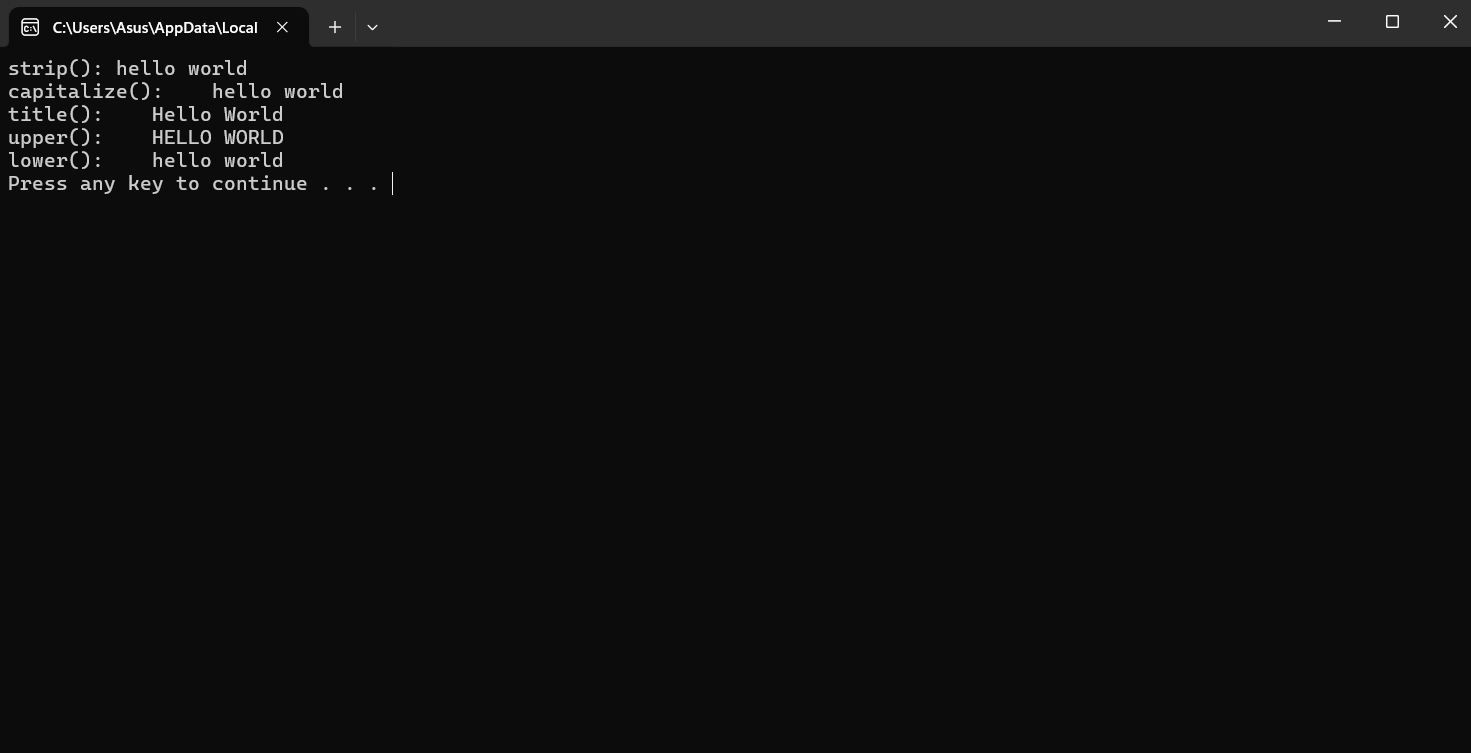 C:\Users\Asus\AppData\Local
strip(): hello world
capitalize():    hello world
title():    Hello World
upper():    HELLO WORLD
lower():    hello world
Press any key to continue . . .